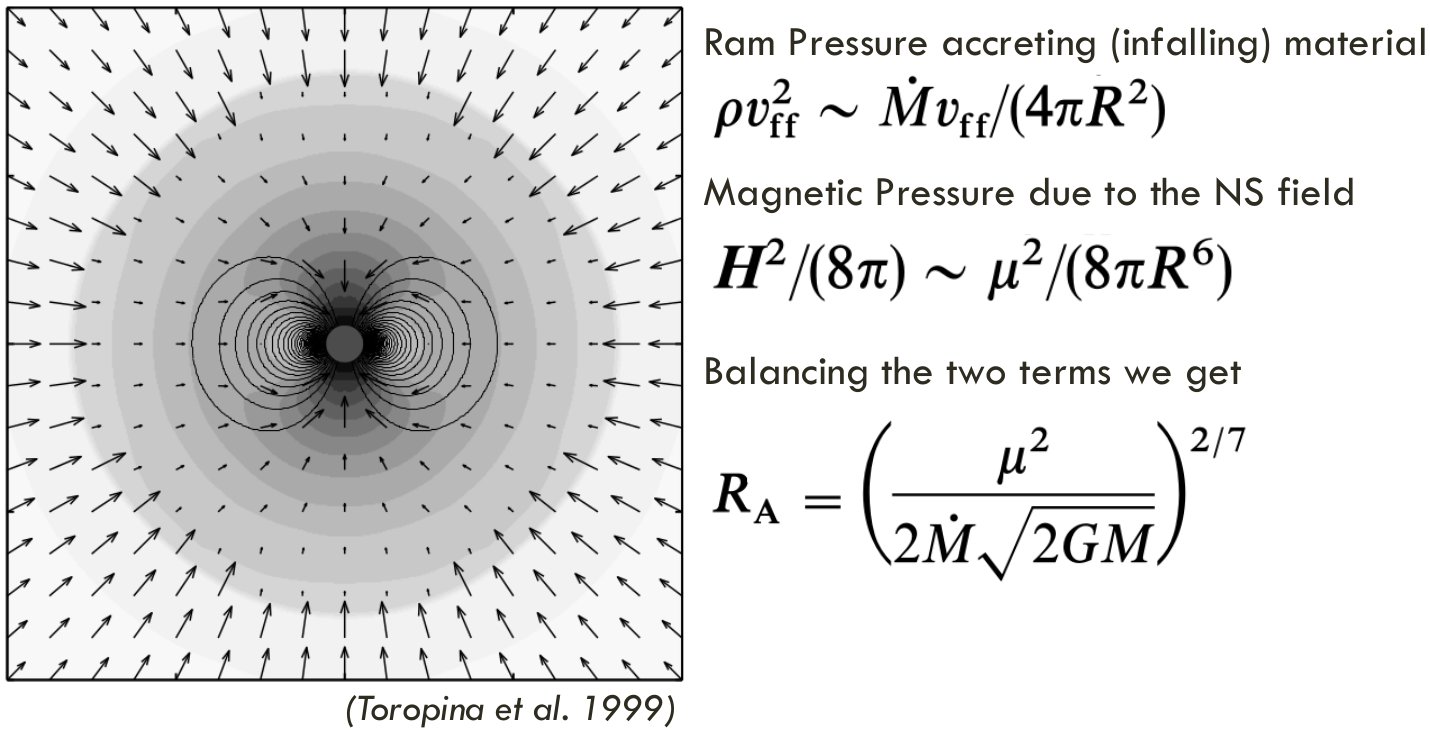 Ram Pressure accreting (infalling) material
ρv_ff^2 ~ Ṁv_ff/(4πR^2)
Magnetic Pressure due to the NS field
H^2/(8π) ~ μ^2/(8πR^6)
Balancing the two terms we get
R_A = (μ^2/(2Ṁ√(2GM)))^(2/7)
(Toropina et al. 1999)